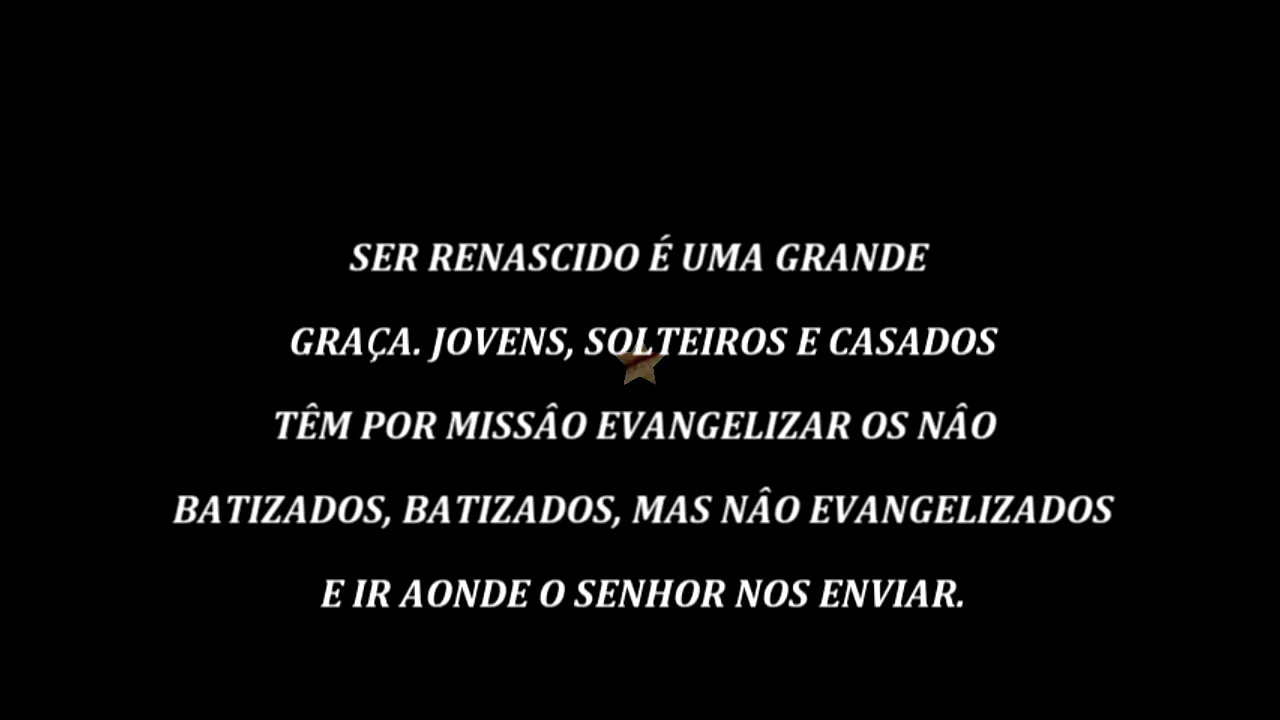 SER RENASCIDO É UMA GRANDE
GRAÇA. JOVENS, SOLTEIROS E CASADOS
TÊM POR MISSÂO EVANGELIZAR OS NÂO
BATIZADOS, BATIZADOS, MAS NÂO EVANGELIZADOS
E IR AONDE O SENHOR NOS ENVIAR.